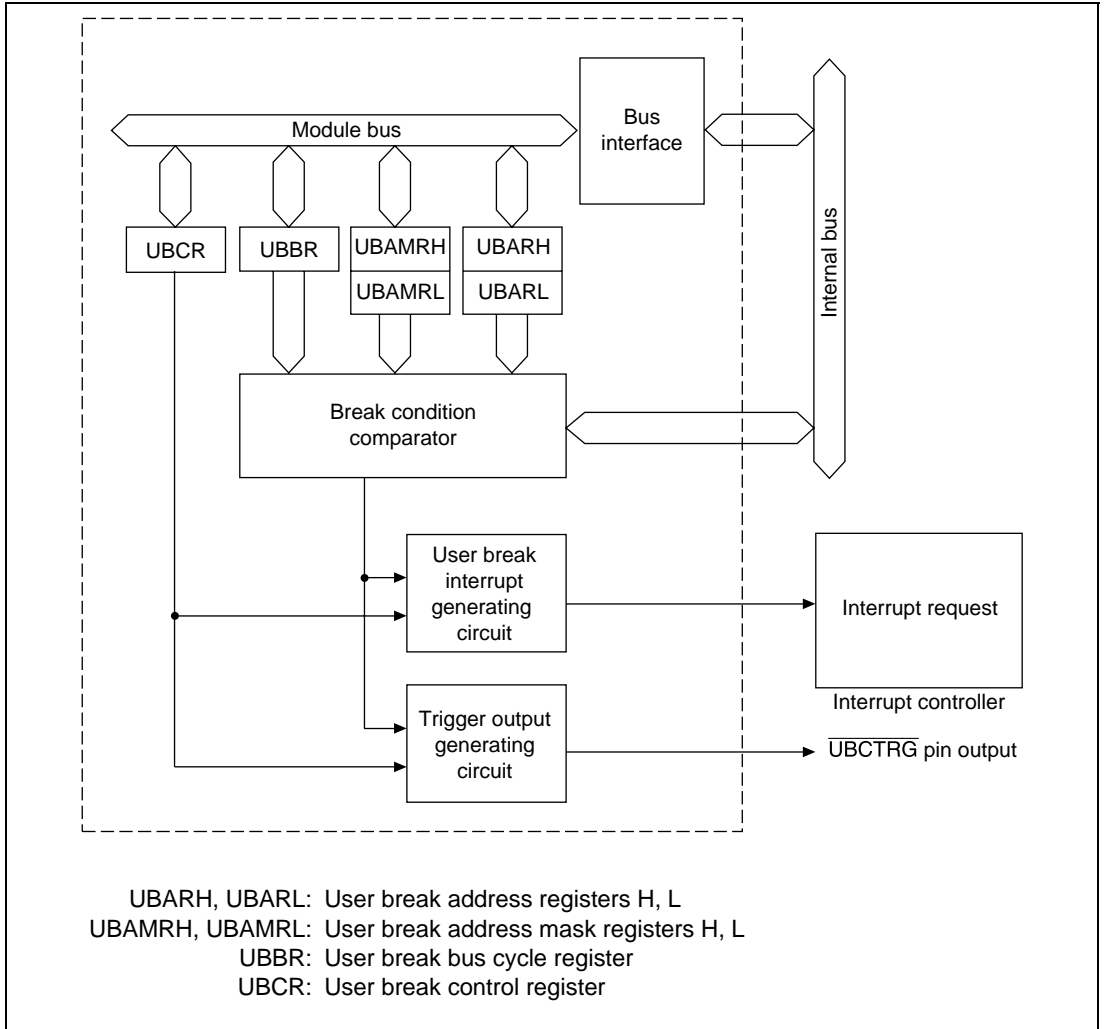 Bus
interface
Module bus
Internal bus
UBCR
UBBR
UBAMRH
UBARH
UBAMRL
UBARL
Break condition
comparator
User break
interrupt
generating
circuit
Interrupt request
Interrupt controller
Trigger output
generating
circuit
UBCTRG pin output
UBARH, UBARL: User break address registers H, L
UBAMRH, UBAMRL: User break address mask registers H, L
UBBR: User break bus cycle register
UBCR: User break control register